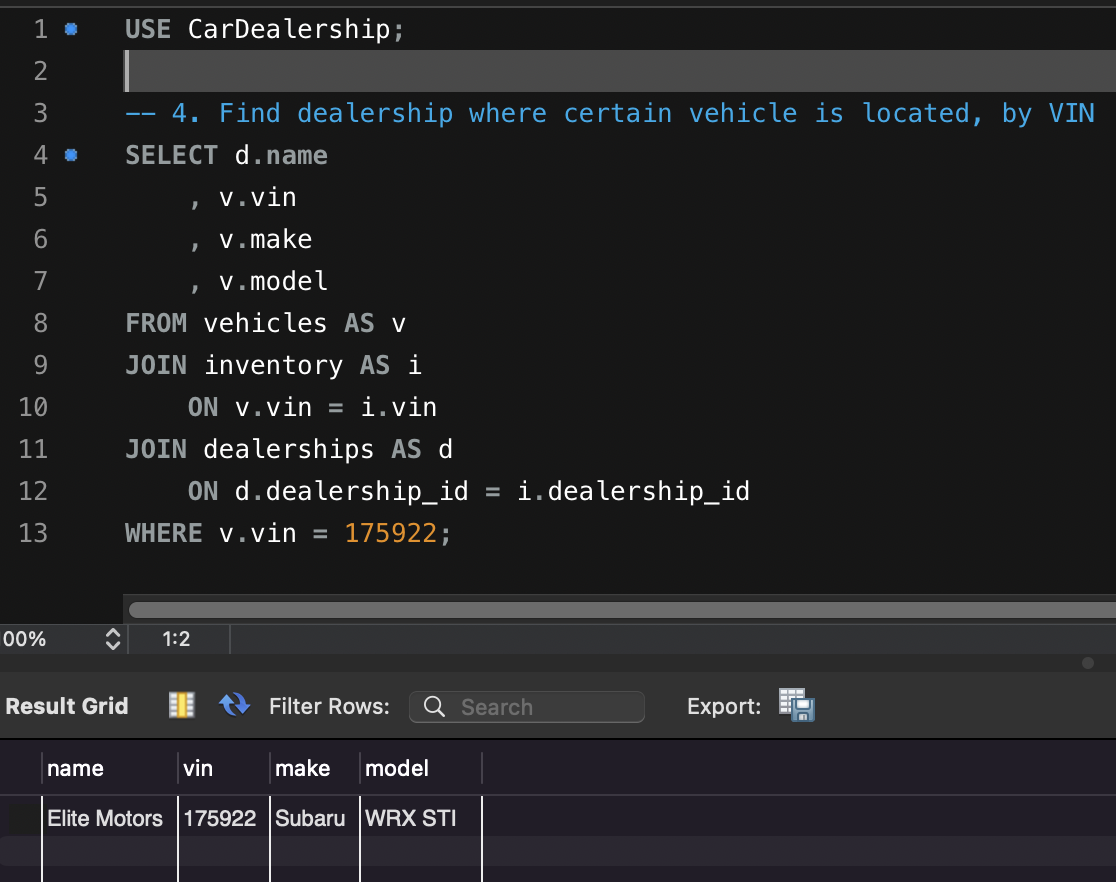 1 USE CarDealership;
2
3 -- 4. Find dealership where certain vehicle is located, by VIN
4 SELECT d.name
5 , v.vin
6 , v.make
7 , v.model
8 FROM vehicles AS v
9 JOIN inventory AS i
10 ON v.vin = i.vin
11 JOIN dealerships AS d
12 ON d.dealership_id = i.dealership_id
13 WHERE v.vin = 175922;
00% 1:2
Result Grid Filter Rows: Search Export:
name vin make model
Elite Motors 175922 Subaru WRX STI